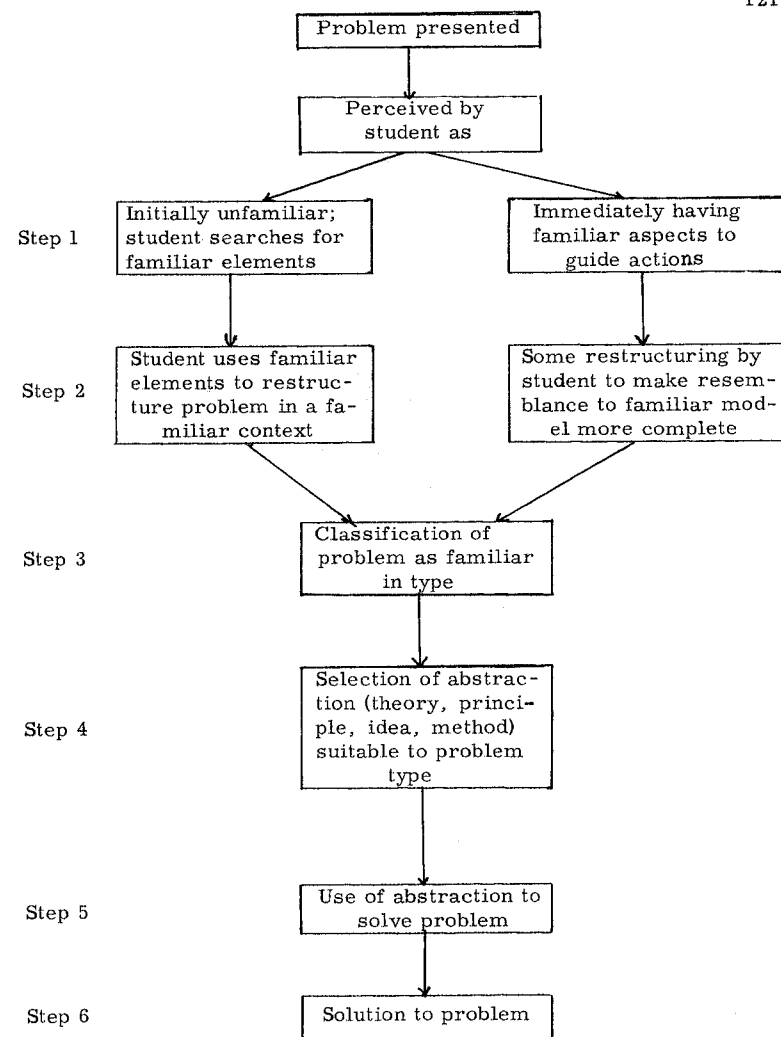 Problem presented
Perceived by
student as
Step 1
Initially unfamiliar;
student searches for
familiar elements
Immediately having
familiar aspects to
guide actions
Step 2
Student uses familiar
elements to restruc-
ture problem in a fa-
miliar context
Some restructuring by
student to make resem-
blance to familiar mod-
el more complete
Step 3
Classification of
problem as familiar
in type
Step 4
Selection of abstrac-
tion (theory, princi-
ple, idea, method)
suitable to problem
type
Step 5
Use of abstraction to
solve problem
Step 6
Solution to problem